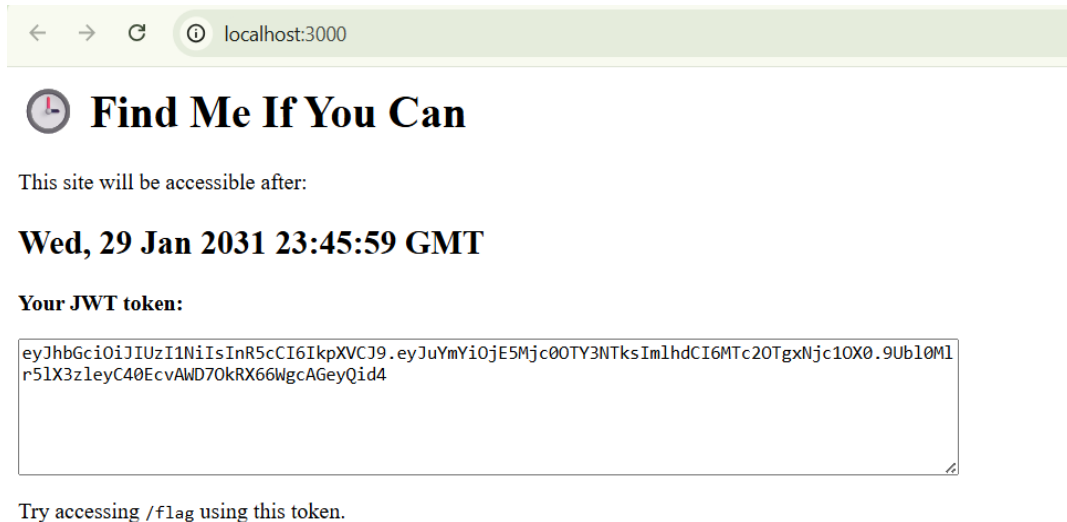 localhost:3000
Find Me If You Can
This site will be accessible after:
Wed, 29 Jan 2031 23:45:59 GMT
Your JWT token:
eyJhbGciOiJIUzI1NiIsInR5cCI6IkpXVCJ9.eyJuYmYiOjE5Mjc0OTY3NTksImlhdCI6MTc2OTgxNjc1OX0.9Ubl0Ml
r5lX3zleyC40EcvAWD7OkRX66WgcAGeyQid4
Try accessing /flag using this token.